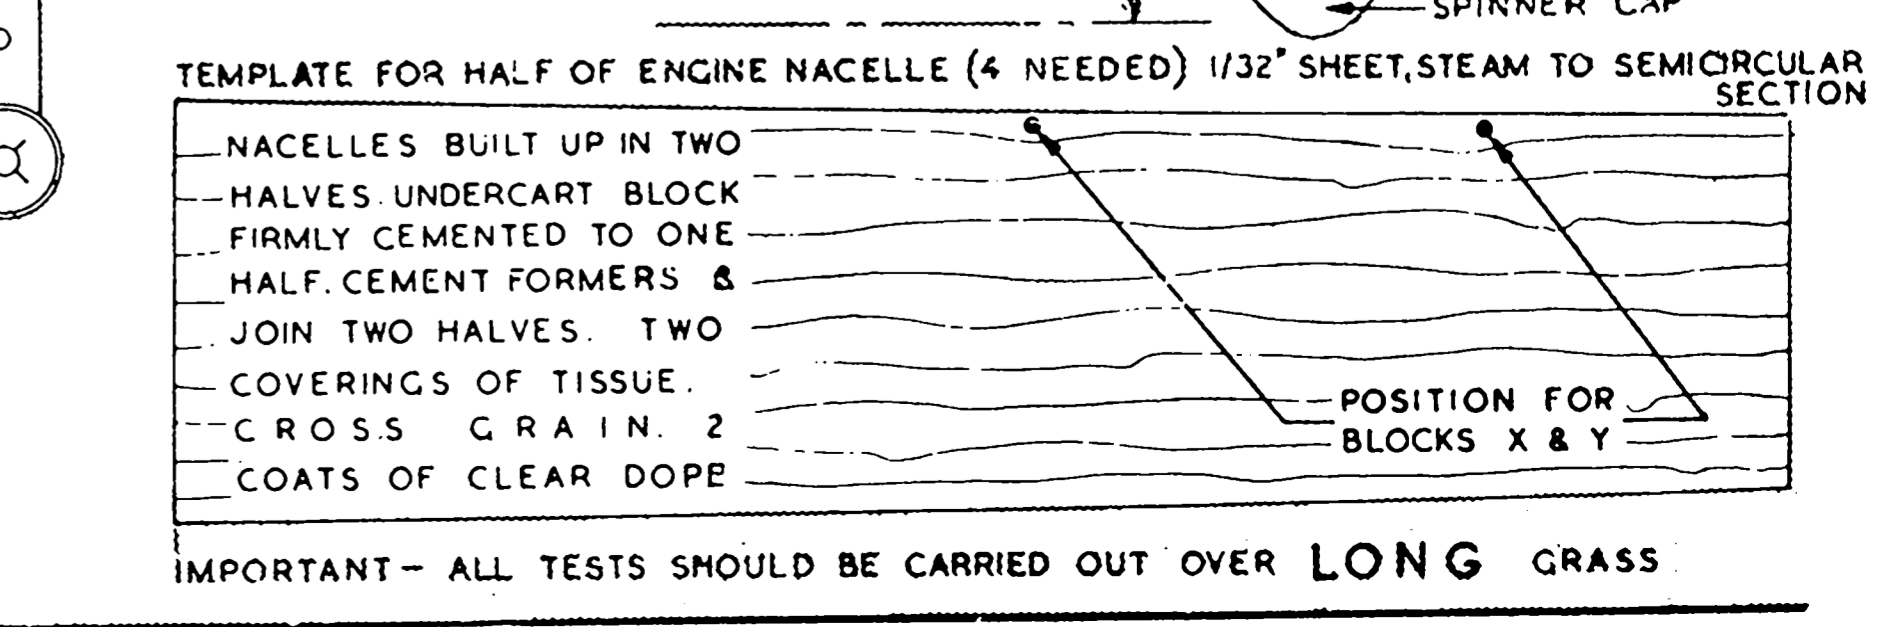 SPINNER CAP
TEMPLATE FOR HALF OF ENGINE NACELLE (4 NEEDED) 1/32" SHEET, STEAM TO SEMICIRCULAR
SECTION
NACELLES BUILT UP IN TWO
HALVES. UNDERCART BLOCK
FIRMLY CEMENTED TO ONE
HALF. CEMENT FORMERS &
JOIN TWO HALVES. TWO
COVERINGS OF TISSUE.
CROSS GRAIN. 2
COATS OF CLEAR DOPE
POSITION FOR
BLOCKS X & Y
IMPORTANT - ALL TESTS SHOULD BE CARRIED OUT OVER LONG GRASS